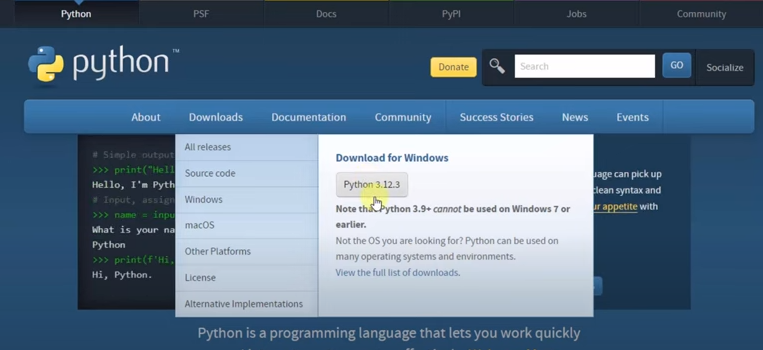 Python
PSF
Docs
PyPI
Jobs
Community
python™
Donate
Search
GO
Socialize
About
Downloads
Documentation
Community
Success Stories
News
Events
# Simple output
>>> print("Hell
Hello, I'm Pyth
# Input, assign
>>> name = inpu
What is your na
Python
>>> print(f'Hi,
Hi, Python.
All releases
Source code
Windows
macOS
Other Platforms
License
Alternative Implementations
Download for Windows
Python 3.12.3
Note that Python 3.9+ cannot be used on Windows 7 or
earlier.
Not the OS you are looking for? Python can be used on
many operating systems and environments.
View the full list of downloads.
uage can pick up
clean syntax and
ur appetite with
Python is a programming language that lets you work quickly